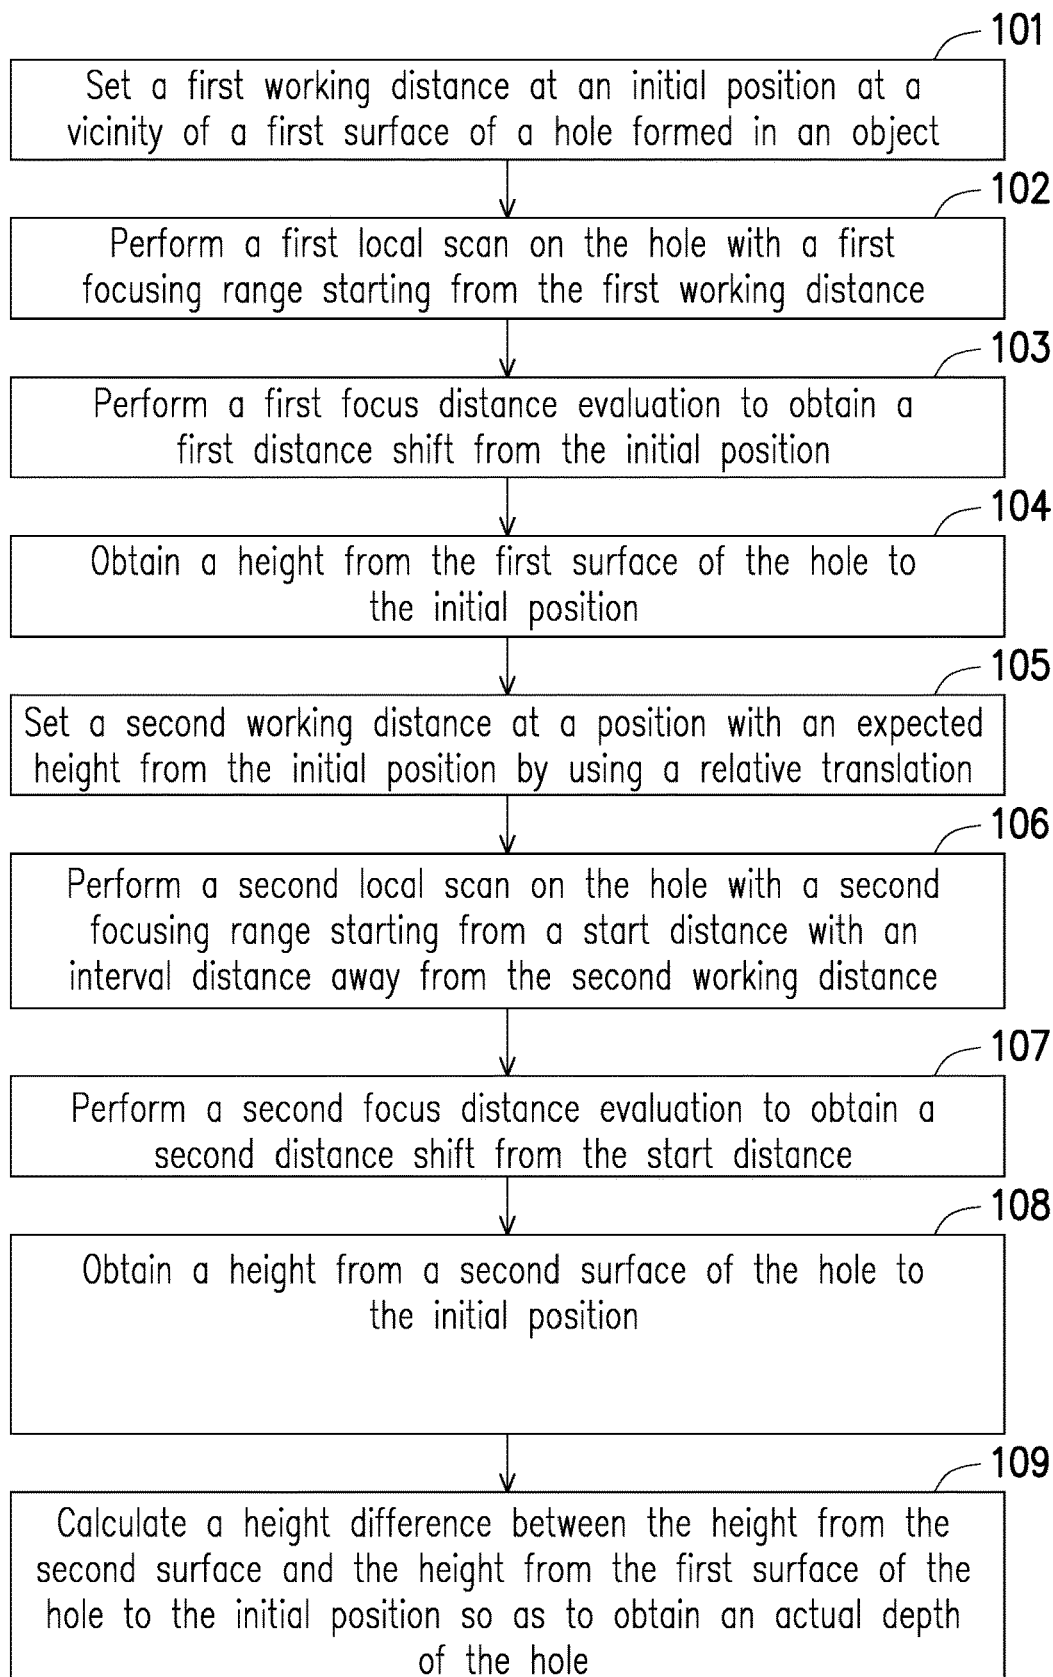 101
Set a first working distance at an initial position at a
vicinity of a first surface of a hole formed in an object
102
Perform a first local scan on the hole with a first
focusing range starting from the first working distance
103
Perform a first focus distance evaluation to obtain a
first distance shift from the initial position
104
Obtain a height from the first surface of the hole to
the initial position
105
Set a second working distance at a position with an expected
height from the initial position by using a relative translation
106
Perform a second local scan on the hole with a second
focusing range starting from a start distance with an
interval distance away from the second working distance
107
Perform a second focus distance evaluation to obtain a
second distance shift from the start distance
108
Obtain a height from a second surface of the hole to
the initial position
109
Calculate a height difference between the height from the
second surface and the height from the first surface of the
hole to the initial position so as to obtain an actual depth
of the hole